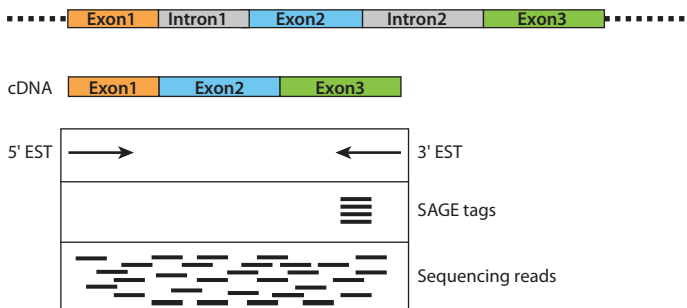 Exon1 Intron1 Exon2 Intron2 Exon3
cDNA Exon1 Exon2 Exon3
5' EST 3' EST
SAGE tags
Sequencing reads